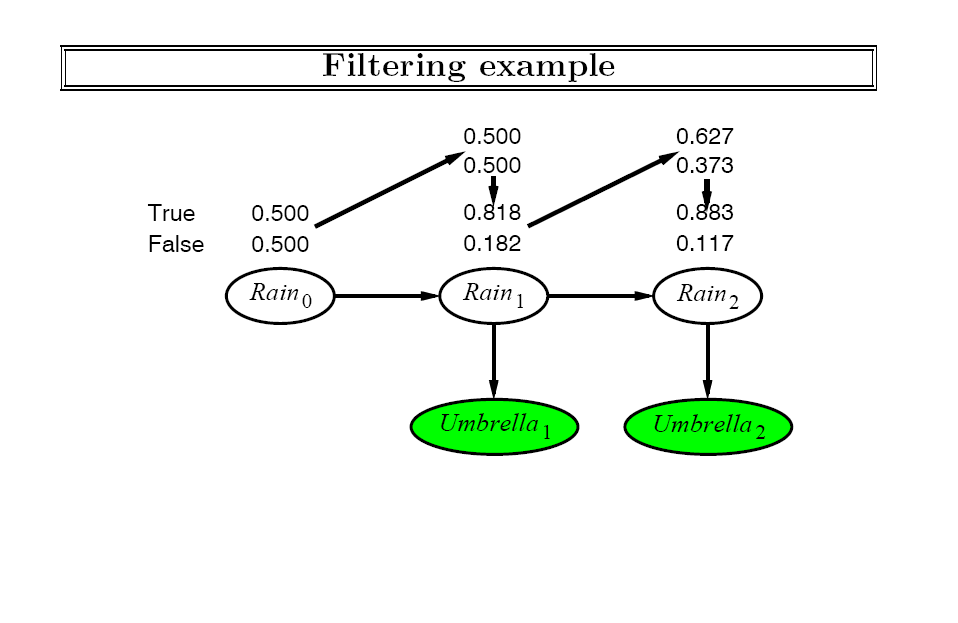 Filtering example
0.500 0.627
0.500 0.373
True 0.500 0.818 0.883
False 0.500 0.182 0.117
Rain0 Rain1 Rain2
Umbrella1 Umbrella2